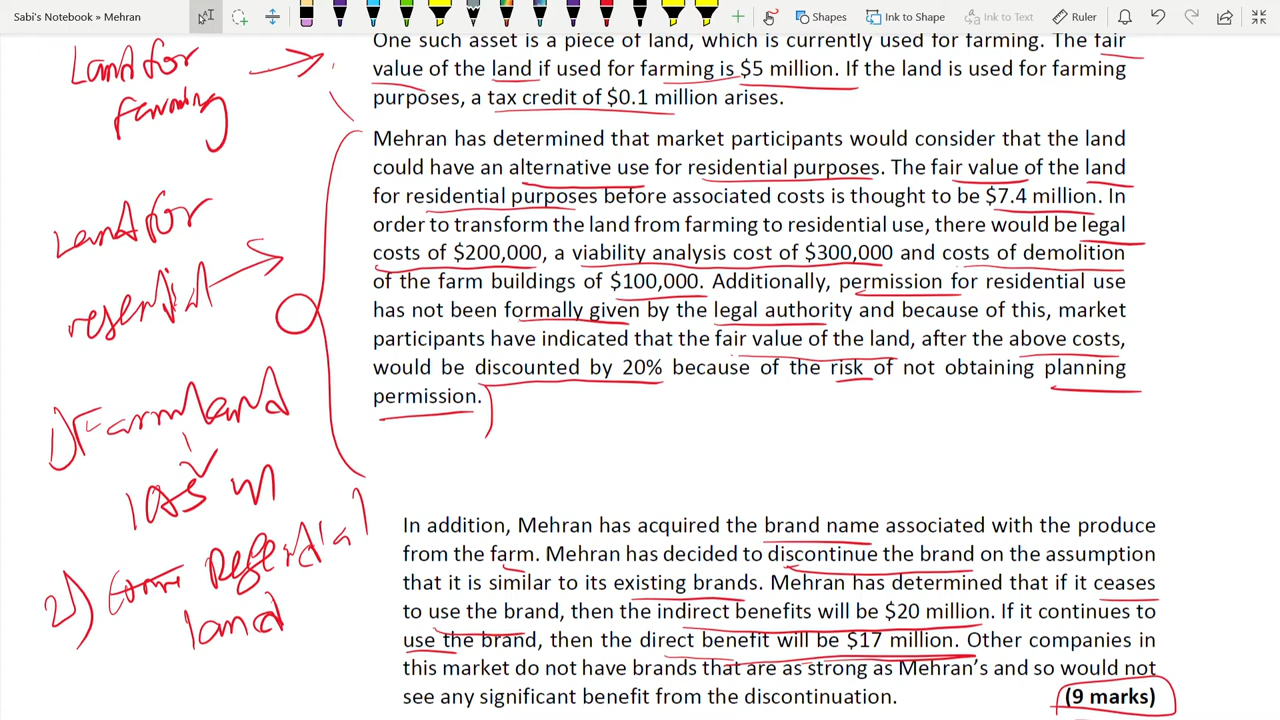 Sabi's Notebook » Mehran
Shapes
Ink to Shape
Ink to Text
Ruler
One such asset is a piece of land, which is currently used for farming. The fair
value of the land if used for farming is $5 million. If the land is used for farming
purposes, a tax credit of $0.1 million arises.
Mehran has determined that market participants would consider that the land
could have an alternative use for residential purposes. The fair value of the land
for residential purposes before associated costs is thought to be $7.4 million. In
order to transform the land from farming to residential use, there would be legal
costs of $200,000, a viability analysis cost of $300,000 and costs of demolition
of the farm buildings of $100,000. Additionally, permission for residential use
has not been formally given by the legal authority and because of this, market
participants have indicated that the fair value of the land, after the above costs,
would be discounted by 20% because of the risk of not obtaining planning
permission.
In addition, Mehran has acquired the brand name associated with the produce
from the farm. Mehran has decided to discontinue the brand on the assumption
that it is similar to its existing brands. Mehran has determined that if it ceases
to use the brand, then the indirect benefits will be $20 million. If it continues to
use the brand, then the direct benefit will be $17 million. Other companies in
this market do not have brands that are as strong as Mehran's and so would not
see any significant benefit from the discontinuation.
(9 marks)
Land for
farming
Land for
1) Farmland
2)
land